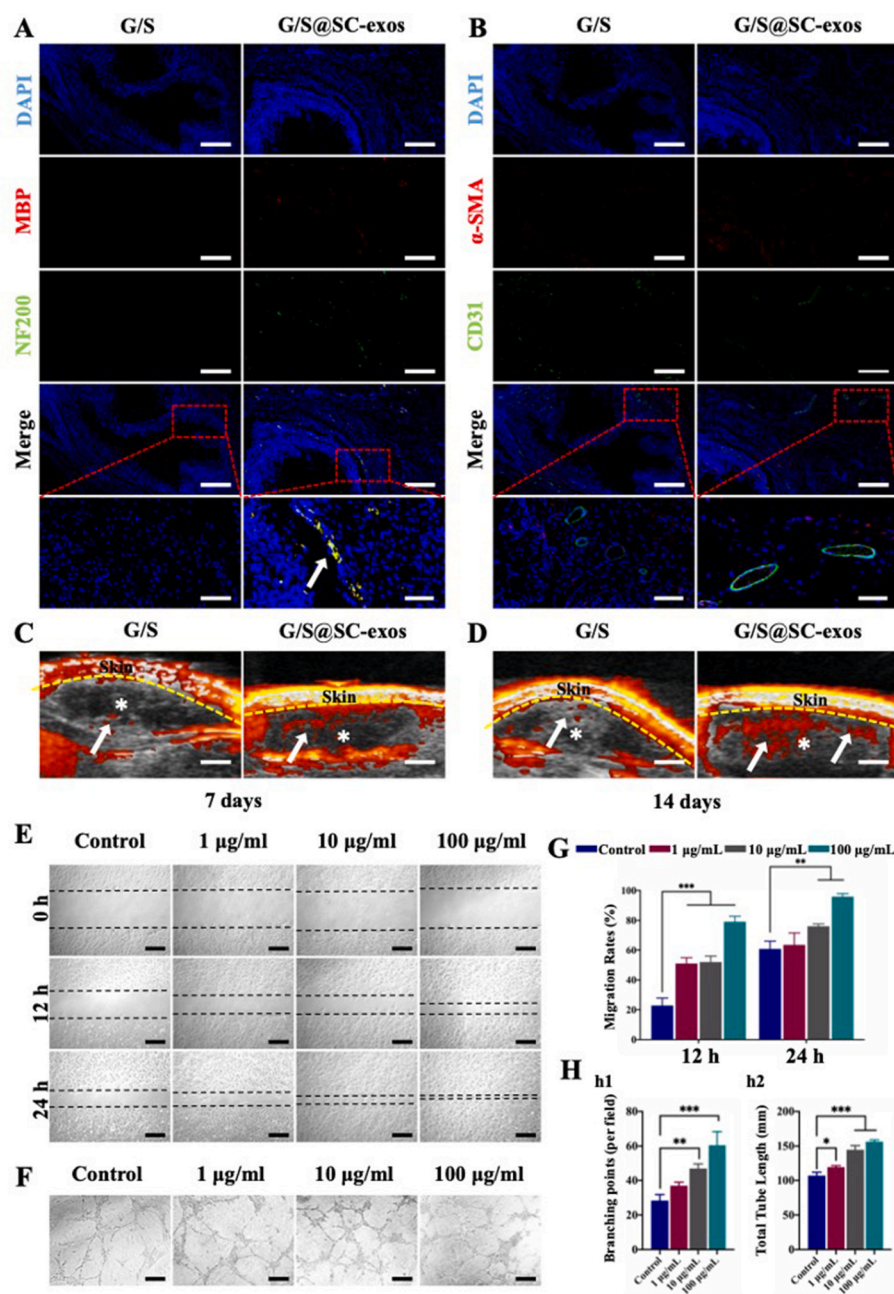 A G/S G/S@SC-exos
DAPI
MBP
NF200
Merge
B G/S G/S@SC-exos
DAPI
α-SMA
CD31
Merge
C G/S G/S@SC-exos
Skin Skin
* *
7 days
D G/S G/S@SC-exos
Skin Skin
* *
14 days
E Control 1 μg/ml 10 μg/ml 100 μg/ml
0 h
12 h
24 h
F Control 1 μg/ml 10 μg/ml 100 μg/ml
G Control 1 μg/mL 10 μg/mL 100 μg/mL
Migration Rates (%)
100
80
60
40
20
0
***
**
12 h 24 h
H
h1
Branching points (per field)
80
60
40
20
0
***
**
Control 1 μg/mL 10 μg/mL 100 μg/mL
h2
Total Tube Length (mm)
200
150
100
50
0
***
*
Control 1 μg/mL 10 μg/mL 100 μg/mL